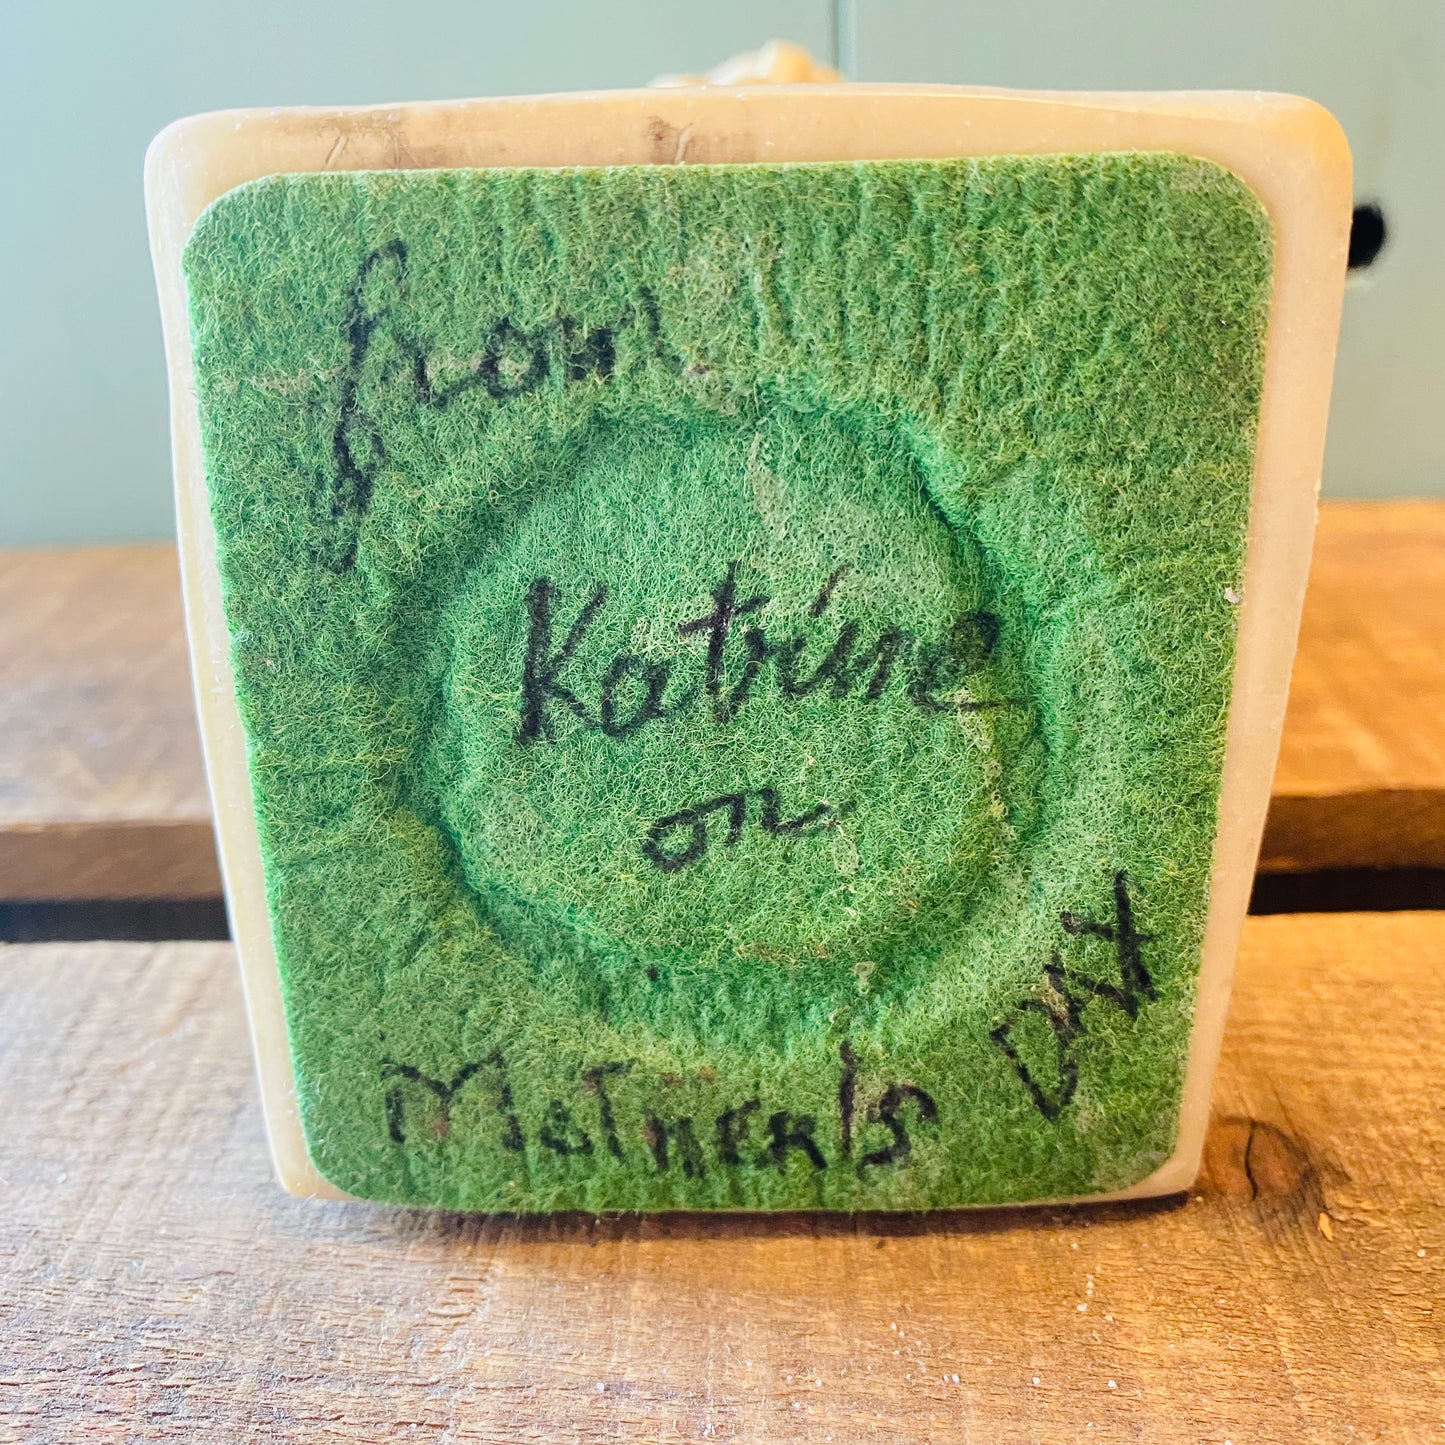 from
Katrine
on
Mother's DAY